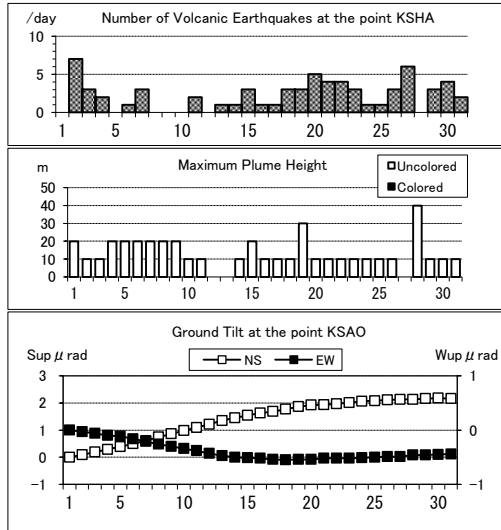 Number of Volcanic Earthquakes at the point KSHA
/day
10
5
0
1 5 10 15 20 25 30
Maximum Plume Height
m
Uncolored
Colored
50
40
30
20
10
0
1 5 10 15 20 25 30
Ground Tilt at the point KSAO
Sup μ rad
Wup μ rad
NS EW
3 1
2
1 0
0
-1 -1
1 5 10 15 20 25 30